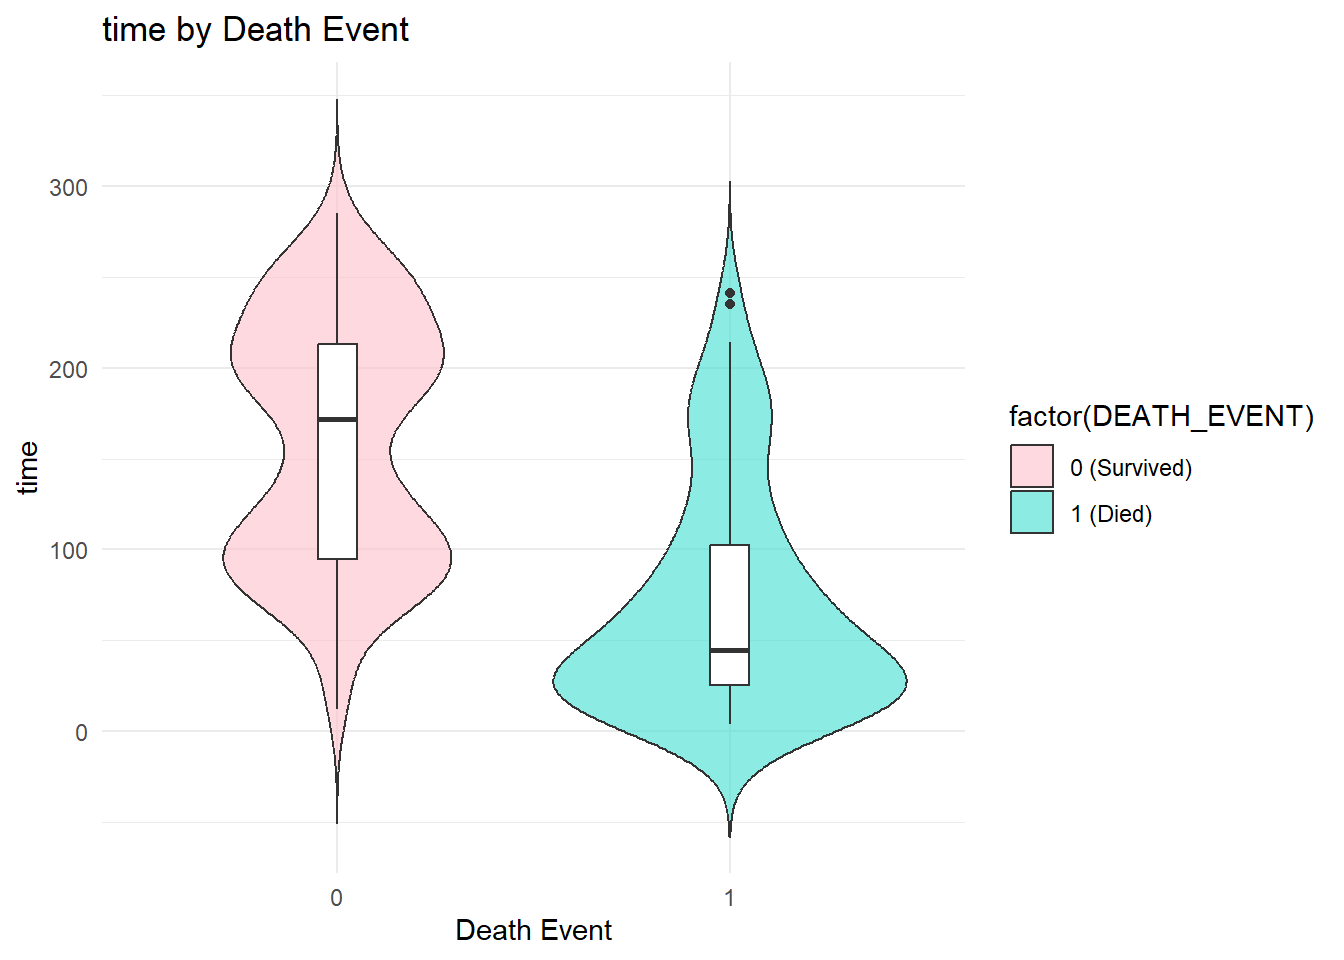 time by Death Event
300
200
100
0
time
0
1
Death Event
factor(DEATH_EVENT)
0 (Survived)
1 (Died)